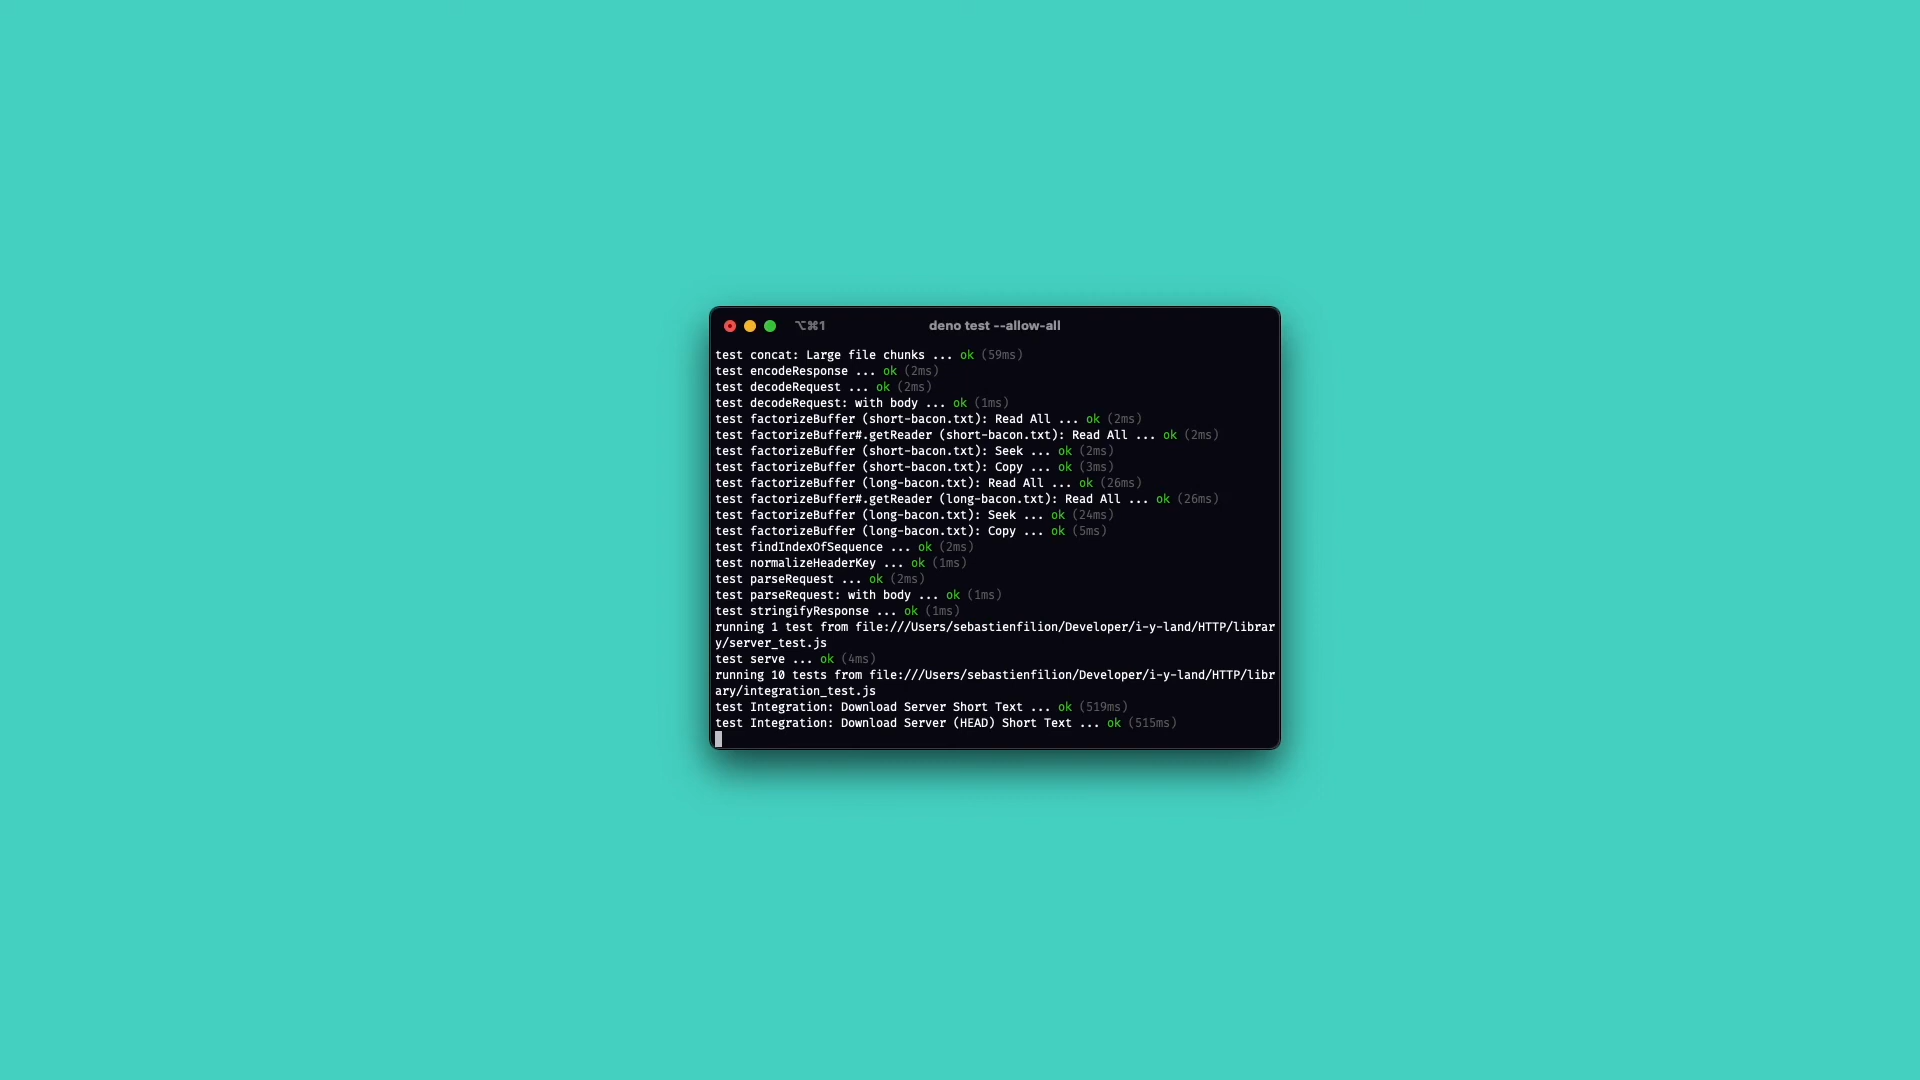 ⌥⌘1 deno test --allow-all
test concat: Large file chunks ... ok (59ms)
test encodeResponse ... ok (2ms)
test decodeRequest ... ok (2ms)
test decodeRequest: with body ... ok (1ms)
test factorizeBuffer (short-bacon.txt): Read All ... ok (2ms)
test factorizeBuffer#.getReader (short-bacon.txt): Read All ... ok (2ms)
test factorizeBuffer (short-bacon.txt): Seek ... ok (2ms)
test factorizeBuffer (short-bacon.txt): Copy ... ok (3ms)
test factorizeBuffer (long-bacon.txt): Read All ... ok (26ms)
test factorizeBuffer#.getReader (long-bacon.txt): Read All ... ok (26ms)
test factorizeBuffer (long-bacon.txt): Seek ... ok (24ms)
test factorizeBuffer (long-bacon.txt): Copy ... ok (5ms)
test findIndexOfSequence ... ok (2ms)
test normalizeHeaderKey ... ok (1ms)
test parseRequest ... ok (2ms)
test parseRequest: with body ... ok (1ms)
test stringifyResponse ... ok (1ms)
running 1 test from file:///Users/sebastienfilion/Developer/i-y-land/HTTP/librar
y/server_test.js
test serve ... ok (4ms)
running 10 tests from file:///Users/sebastienfilion/Developer/i-y-land/HTTP/libr
ary/integration_test.js
test Integration: Download Server Short Text ... ok (519ms)
test Integration: Download Server (HEAD) Short Text ... ok (515ms)